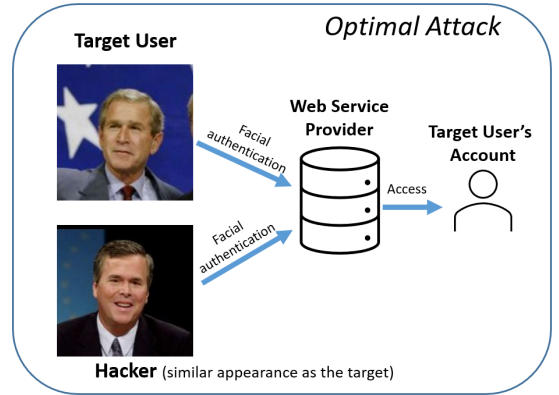 Optimal Attack
Target User
Facial
authentication
Web Service
Provider
Target User's
Account
Access
Facial
authentication
Hacker (similar appearance as the target)